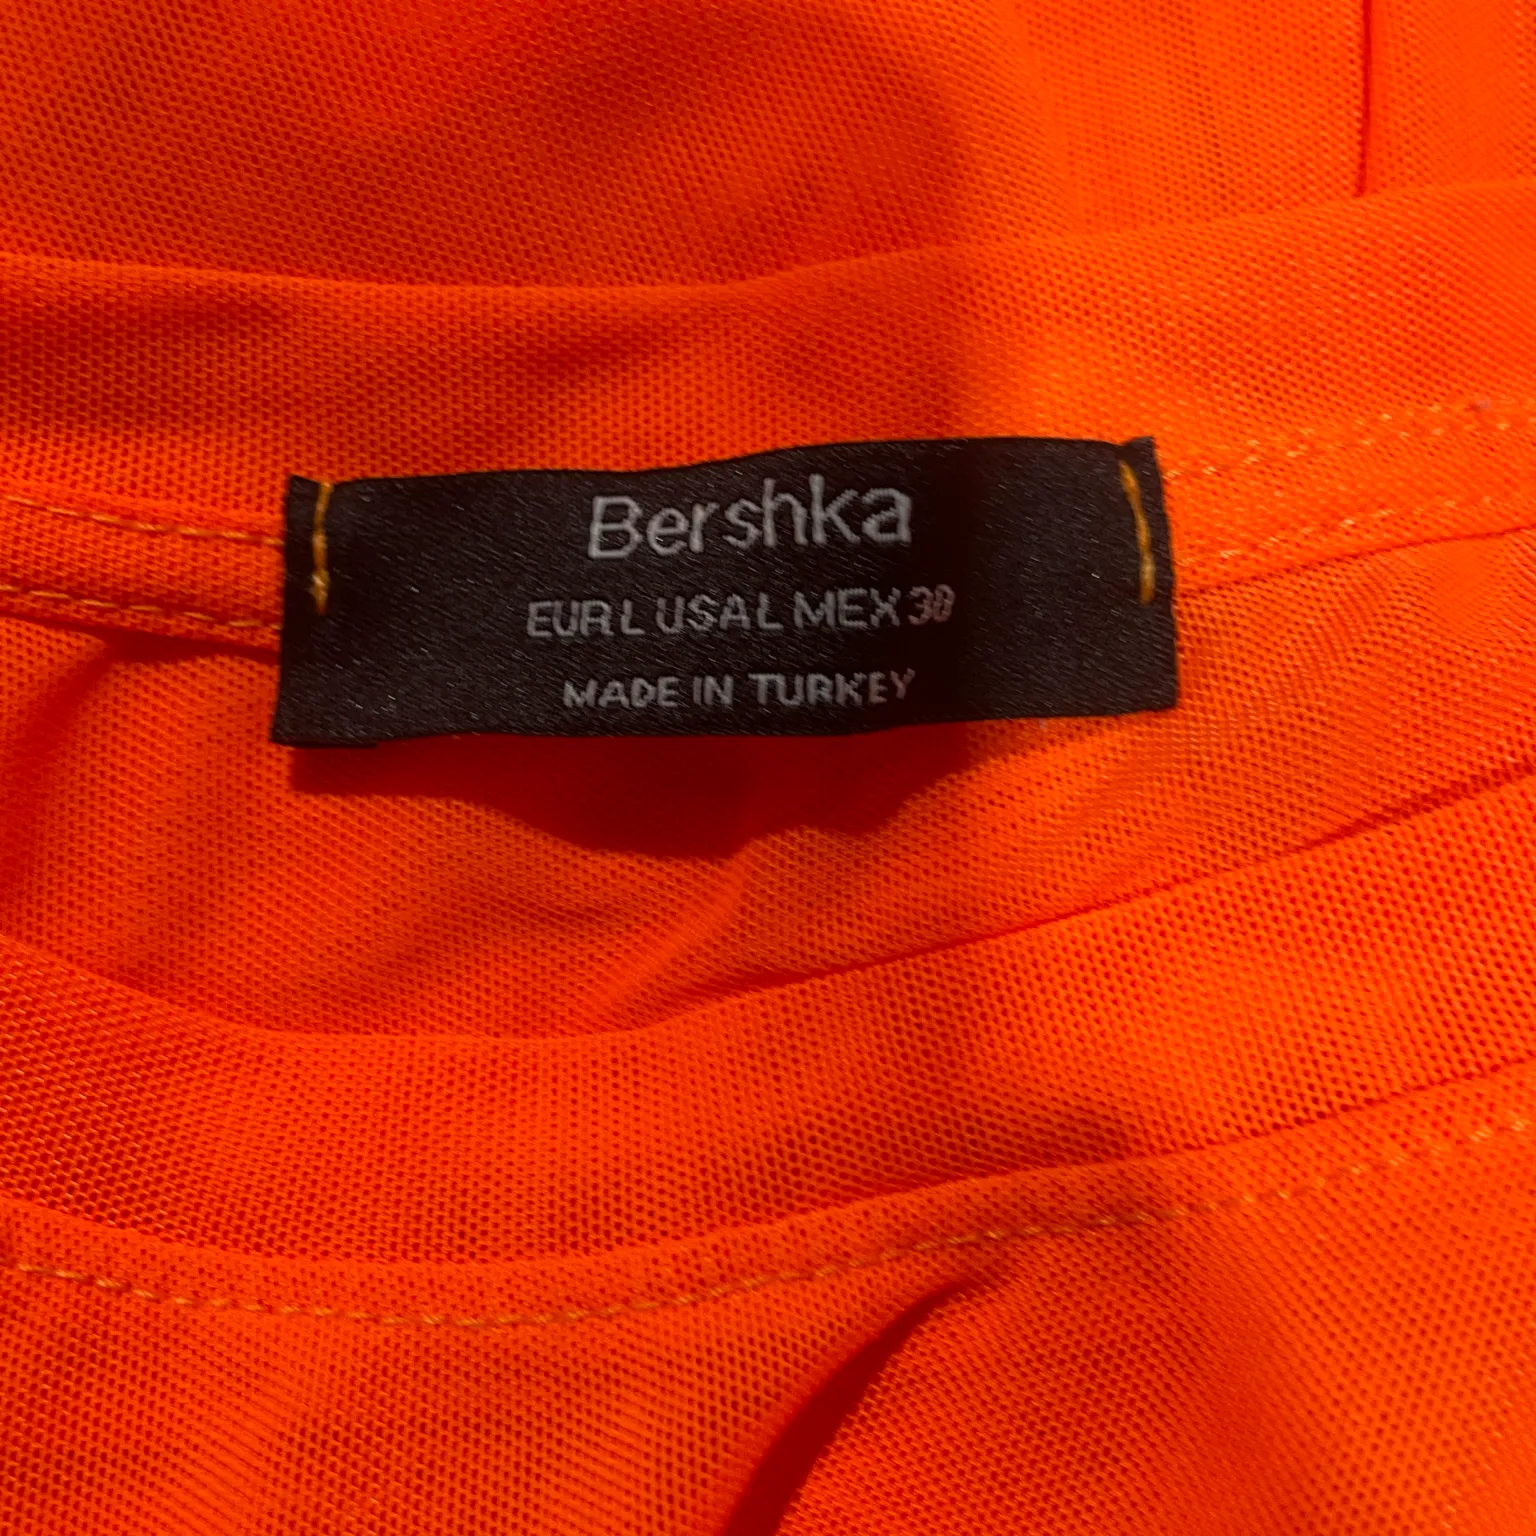 Bershka
EUR L USA L MEX 30
MADE IN TURKEY